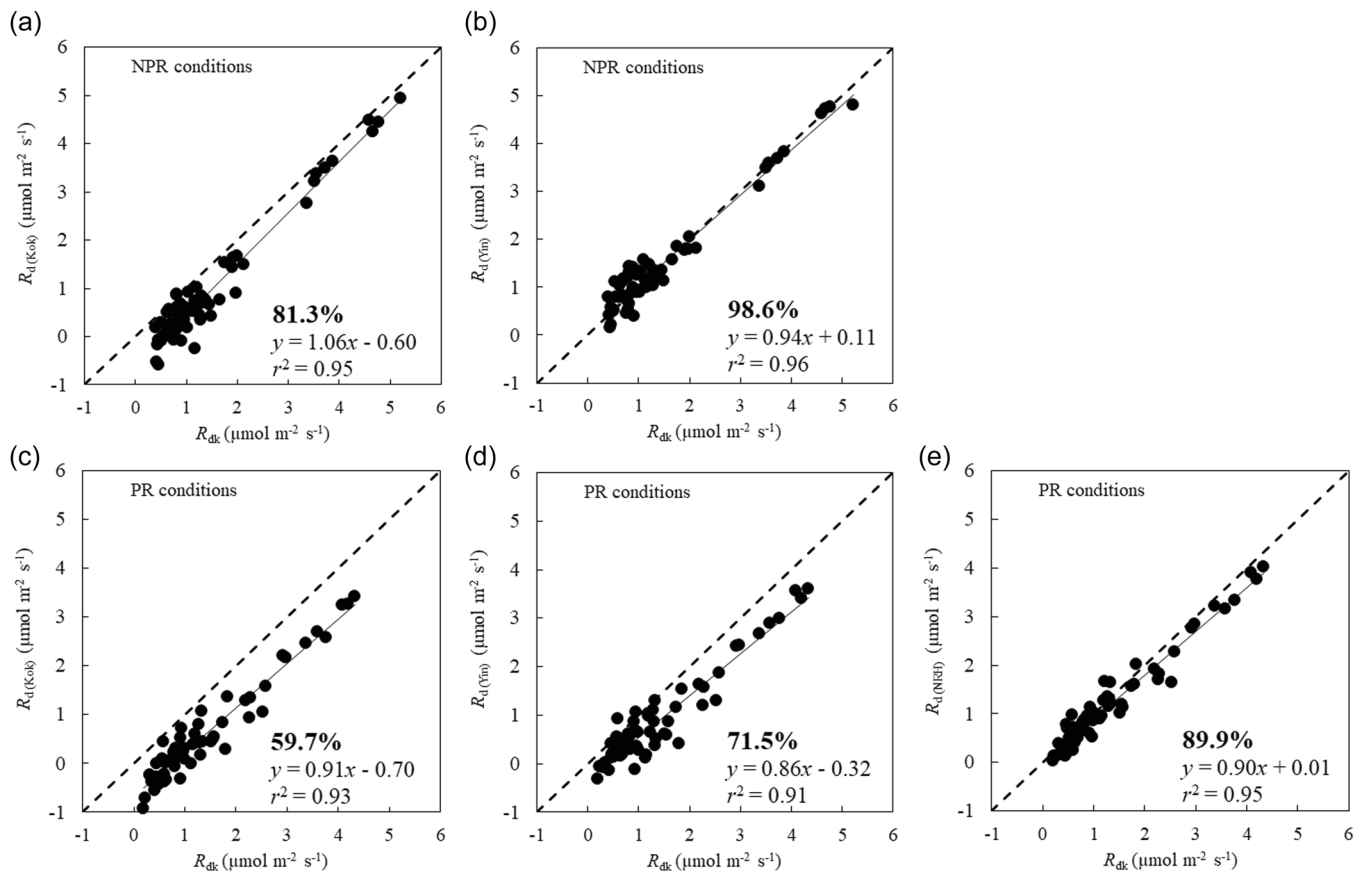 (a)
6
5
4
3
2
1
0
-1
NPR conditions
R d (Kok) (µmol m-2 s-1)
81.3%
y = 1.06x - 0.60
r2 = 0.95
-1 0 1 2 3 4 5 6
Rdk (µmol m-2 s-1)
(b)
6
5
4
3
2
1
0
-1
NPR conditions
R d (Yin) (µmol m-2 s-1)
98.6%
y = 0.94x + 0.11
r2 = 0.96
-1 0 1 2 3 4 5 6
Rdk (µmol m-2 s-1)
(c)
6
5
4
3
2
1
0
-1
PR conditions
R d (Kok) (µmol m-2 s-1)
59.7%
y = 0.91x - 0.70
r2 = 0.93
-1 0 1 2 3 4 5 6
Rdk (µmol m-2 s-1)
(d)
6
5
4
3
2
1
0
-1
PR conditions
R d (Yin) (µmol m-2 s-1)
71.5%
y = 0.86x - 0.32
r2 = 0.91
-1 0 1 2 3 4 5 6
Rdk (µmol m-2 s-1)
(e)
6
5
4
3
2
1
0
-1
PR conditions
R d (NRH) (µmol m-2 s-1)
89.9%
y = 0.90x + 0.01
r2 = 0.95
-1 0 1 2 3 4 5 6
Rdk (µmol m-2 s-1)